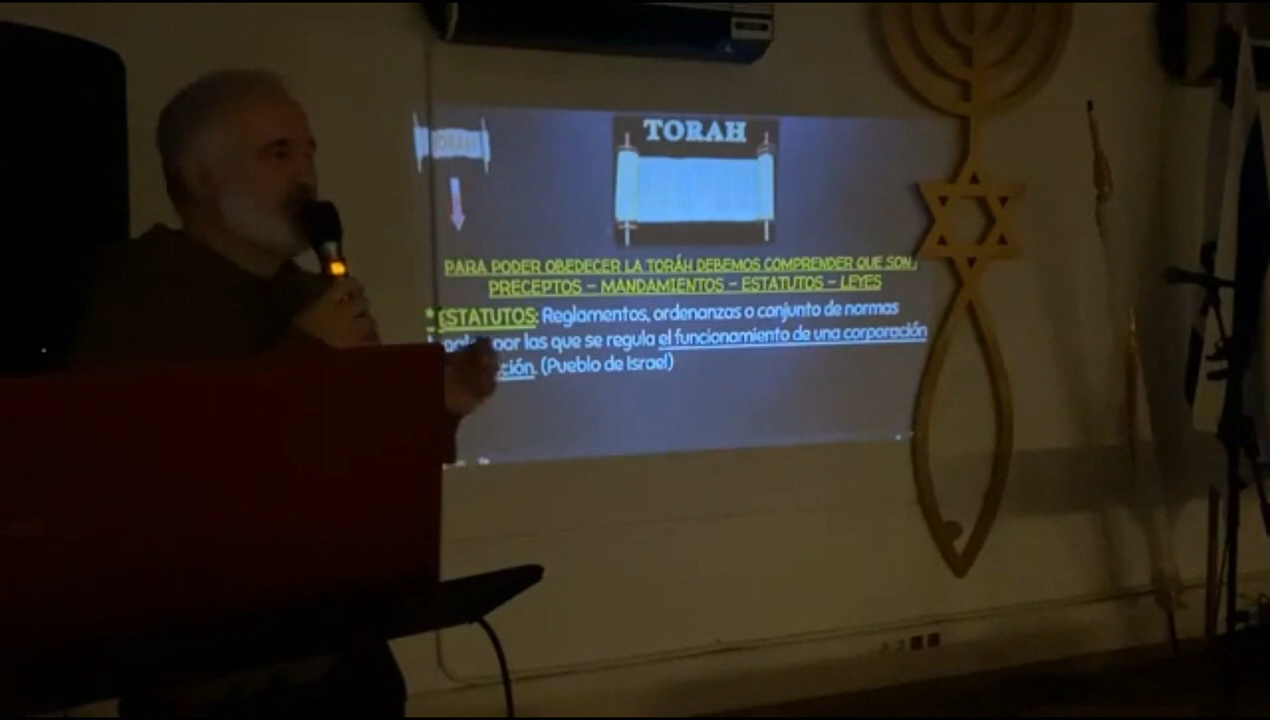 TORAH
PARA PODER OBEDECER LA TORÁH DEBEMOS COMPRENDER QUE SON:
PRECEPTOS – MANDAMIENTOS – ESTATUTOS – LEYES
* ESTATUTOS: Reglamentos, ordenanzas o conjunto de normas
por las que se regula el funcionamiento de una corporación
(Pueblo de Israel)